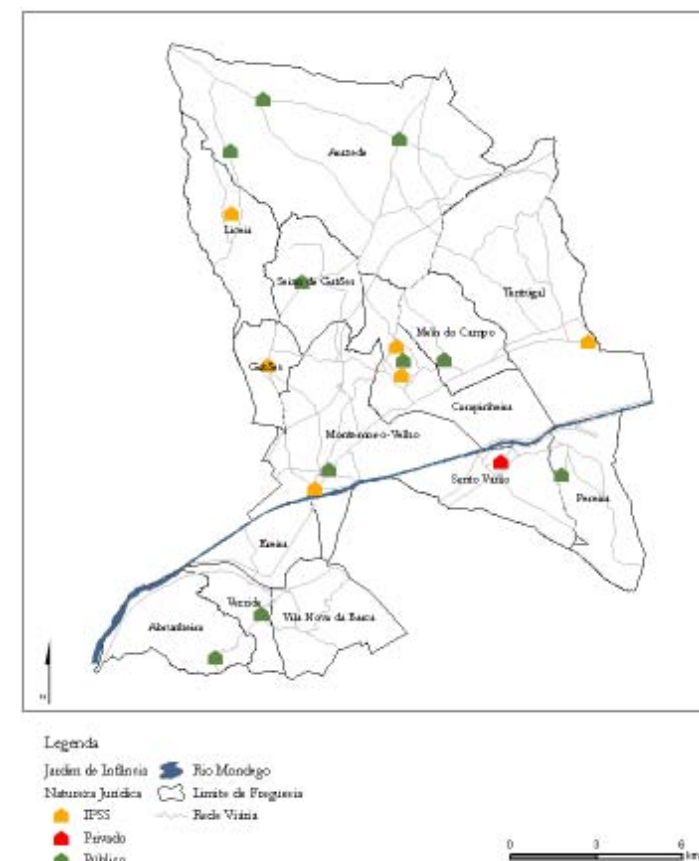 Arazede
Liceia
Seixo de Gatões
Tentúgal
Meãs do Campo
Gatões
Carapinheira
Montemor-o-Velho
Santo Varão
Pereira
Ereira
Verride
Vila Nova da Barca
Abrunheira
N
Legenda
Jardins de Infância Rio Mondego
Natureza Jurídica Limite de Freguesia
IPSS Rede Viária
Privado
Público
0 3 6
km